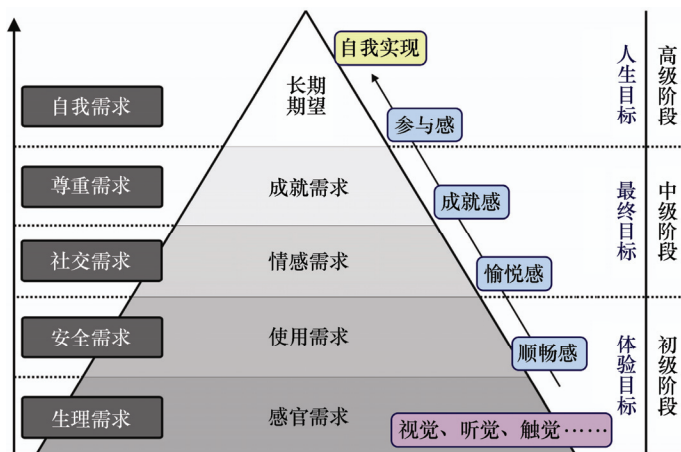 自我实现
长期
期望
自我需求
参与感
人生目标
高级阶段
尊重需求
成就需求
成就感
最终目标
中级阶段
社交需求
情感需求
愉悦感
安全需求
使用需求
顺畅感
体验目标
初级阶段
生理需求
感官需求
视觉、听觉、触觉……